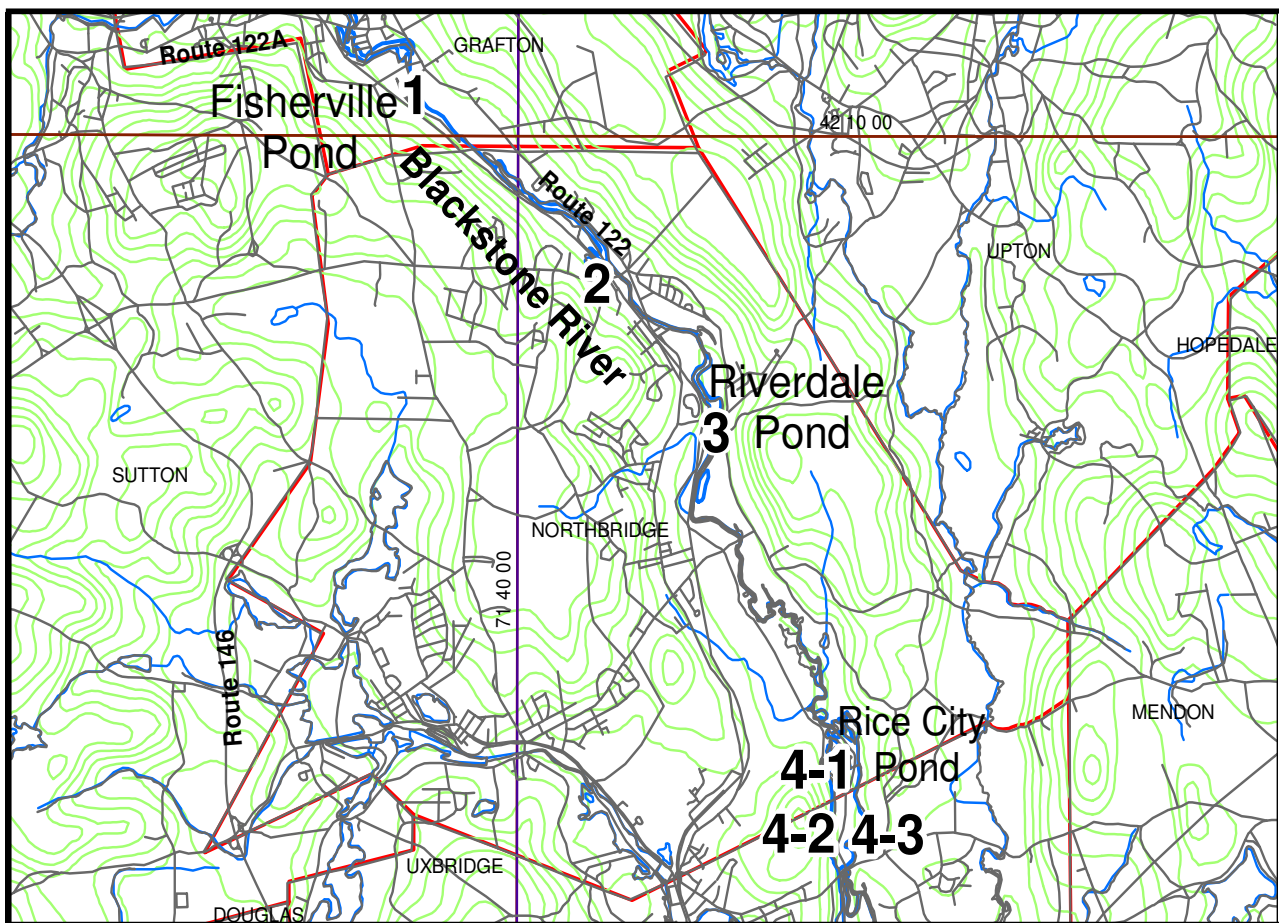 GRAFTON
Route 122A
1
Fisherville
Pond
42 10 00
Blackstone River
Route 122
2
UPTON
HOPEDALE
Riverdale
Pond
3
SUTTON
NORTHBRIDGE
71 40 00
Route 146
Rice City
Pond
MENDON
4-1
4-2
4-3
UXBRIDGE
DOUGLAS